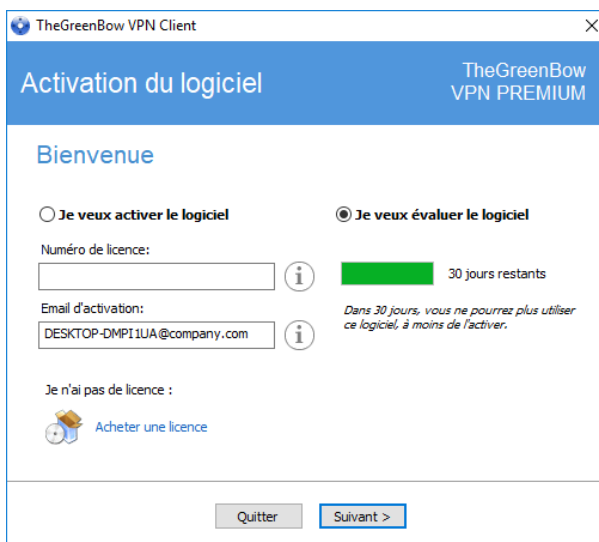 TheGreenBow VPN Client
Activation du logiciel
TheGreenBow
VPN PREMIUM
Bienvenue
Je veux activer le logiciel
Je veux évaluer le logiciel
Numéro de licence:
30 jours restants
Email d'activation:
DESKTOP-DMPI1UA@company.com
Dans 30 jours, vous ne pourrez plus utiliser
ce logiciel, à moins de l'activer.
Je n'ai pas de licence :
Acheter une licence
Quitter
Suivant >